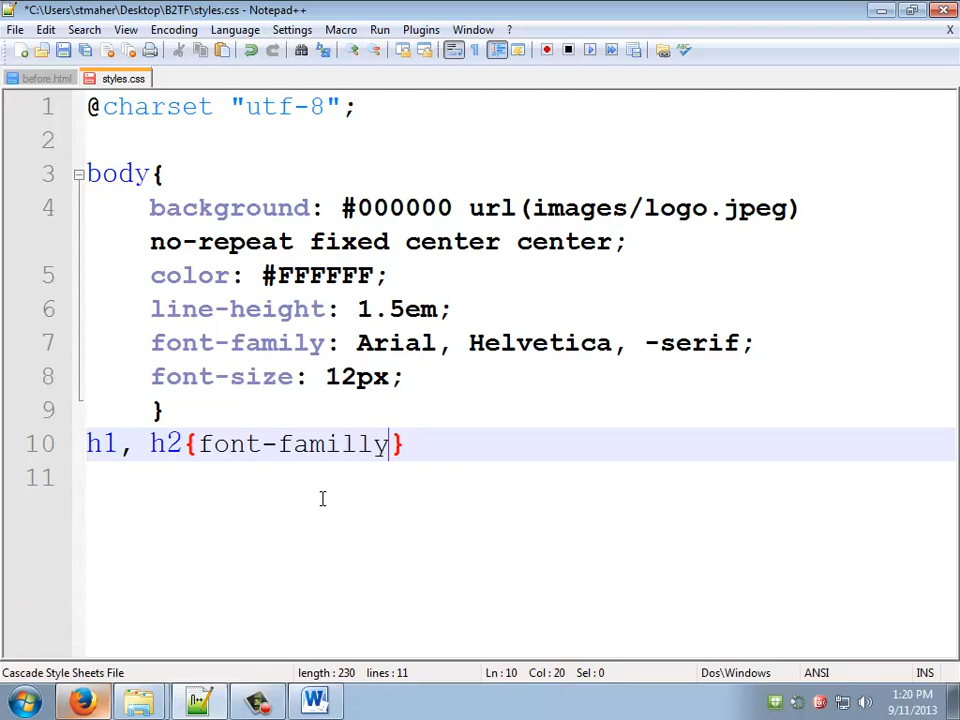 *C:\Users\stmaher\Desktop\B2TF\styles.css - Notepad++
File Edit Search View Encoding Language Settings Macro Run Plugins Window ? X
before.html styles.css
1 @charset "utf-8";
2
3 body{
4 background: #000000 url(images/logo.jpeg)
no-repeat fixed center center;
5 color: #FFFFFF;
6 line-height: 1.5em;
7 font-family: Arial, Helvetica, -serif;
8 font-size: 12px;
9 }
10 h1, h2{font-familly}
11
Cascade Style Sheets File length : 230 lines : 11 Ln : 10 Col : 20 Sel : 0 Dos\Windows ANSI INS
1:20 PM
9/11/2013